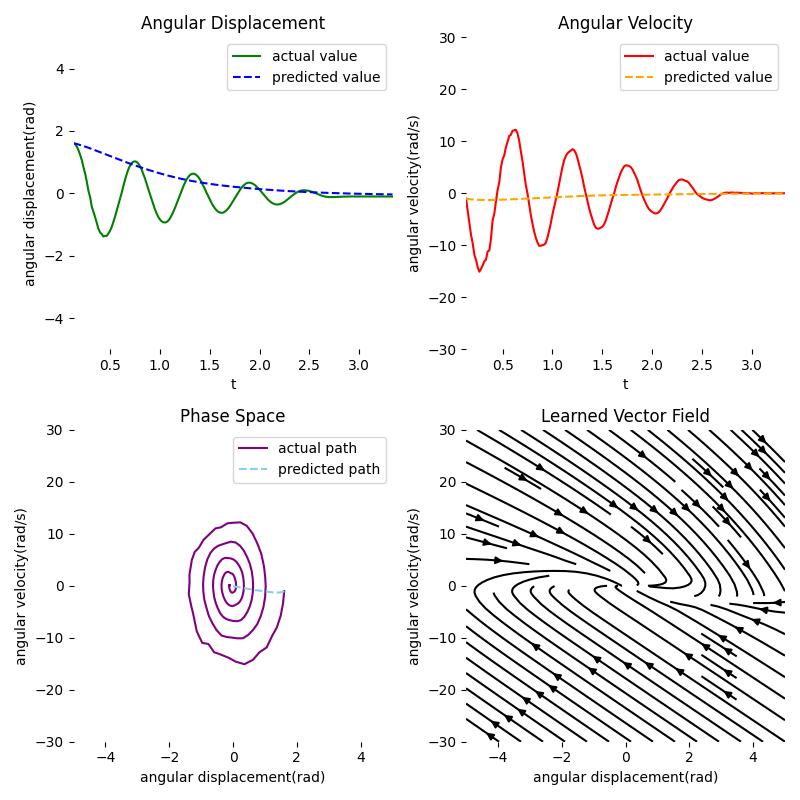 Angular Displacement
angular displacement(rad)
4
2
0
−2
−4
actual value
predicted value
0.5 1.0 1.5 2.0 2.5 3.0
t
Angular Velocity
angular velocity(rad/s)
30
20
10
0
−10
−20
−30
actual value
predicted value
0.5 1.0 1.5 2.0 2.5 3.0
t
Phase Space
angular velocity(rad/s)
30
20
10
0
−10
−20
−30
actual path
predicted path
−4 −2 0 2 4
angular displacement(rad)
Learned Vector Field
angular velocity(rad/s)
30
20
10
0
−10
−20
−30
−4 −2 0 2 4
angular displacement(rad)